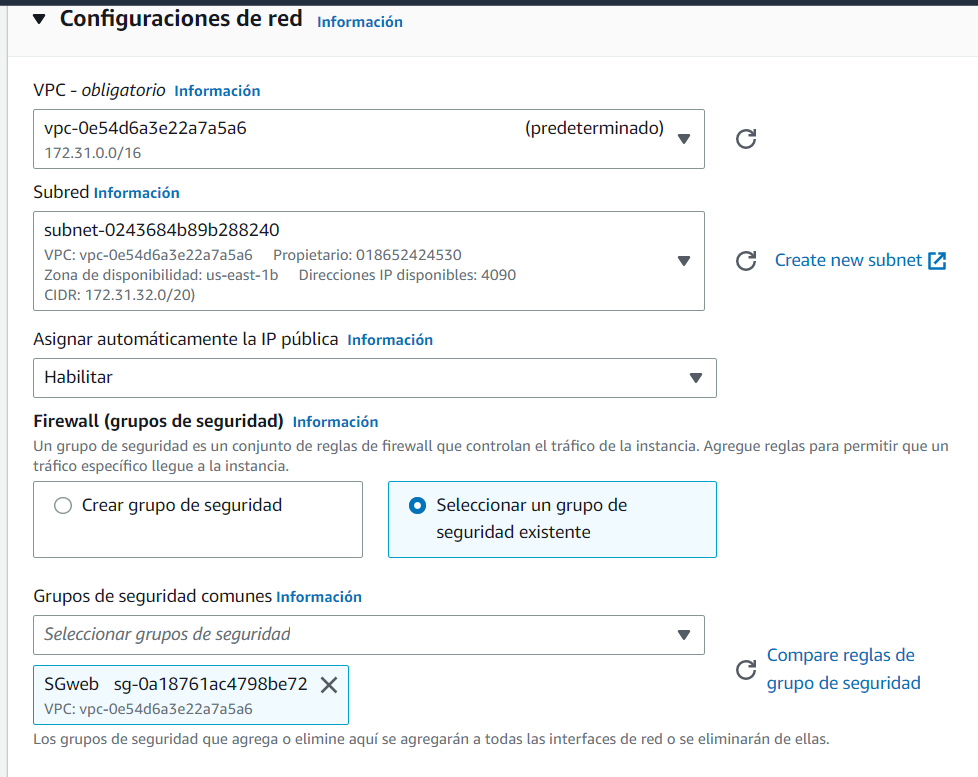 Configuraciones de red Información
VPC - obligatorio Información
vpc-0e54d6a3e22a7a5a6 (predeterminado)
172.31.0.0/16
Subred Información
subnet-0243684b89b288240
VPC: vpc-0e54d6a3e22a7a5a6 Propietario: 018652424530
Zona de disponibilidad: us-east-1b Direcciones IP disponibles: 4090
CIDR: 172.31.32.0/20)
Create new subnet
Asignar automáticamente la IP pública Información
Habilitar
Firewall (grupos de seguridad) Información
Un grupo de seguridad es un conjunto de reglas de firewall que controlan el tráfico de la instancia. Agregue reglas para permitir que un
tráfico específico llegue a la instancia.
Crear grupo de seguridad
Seleccionar un grupo de
seguridad existente
Grupos de seguridad comunes Información
Seleccionar grupos de seguridad
SGweb sg-0a18761ac4798be72
VPC: vpc-0e54d6a3e22a7a5a6
Compare reglas de
grupo de seguridad
Los grupos de seguridad que agrega o elimine aquí se agregarán a todas las interfaces de red o se eliminarán de ellas.